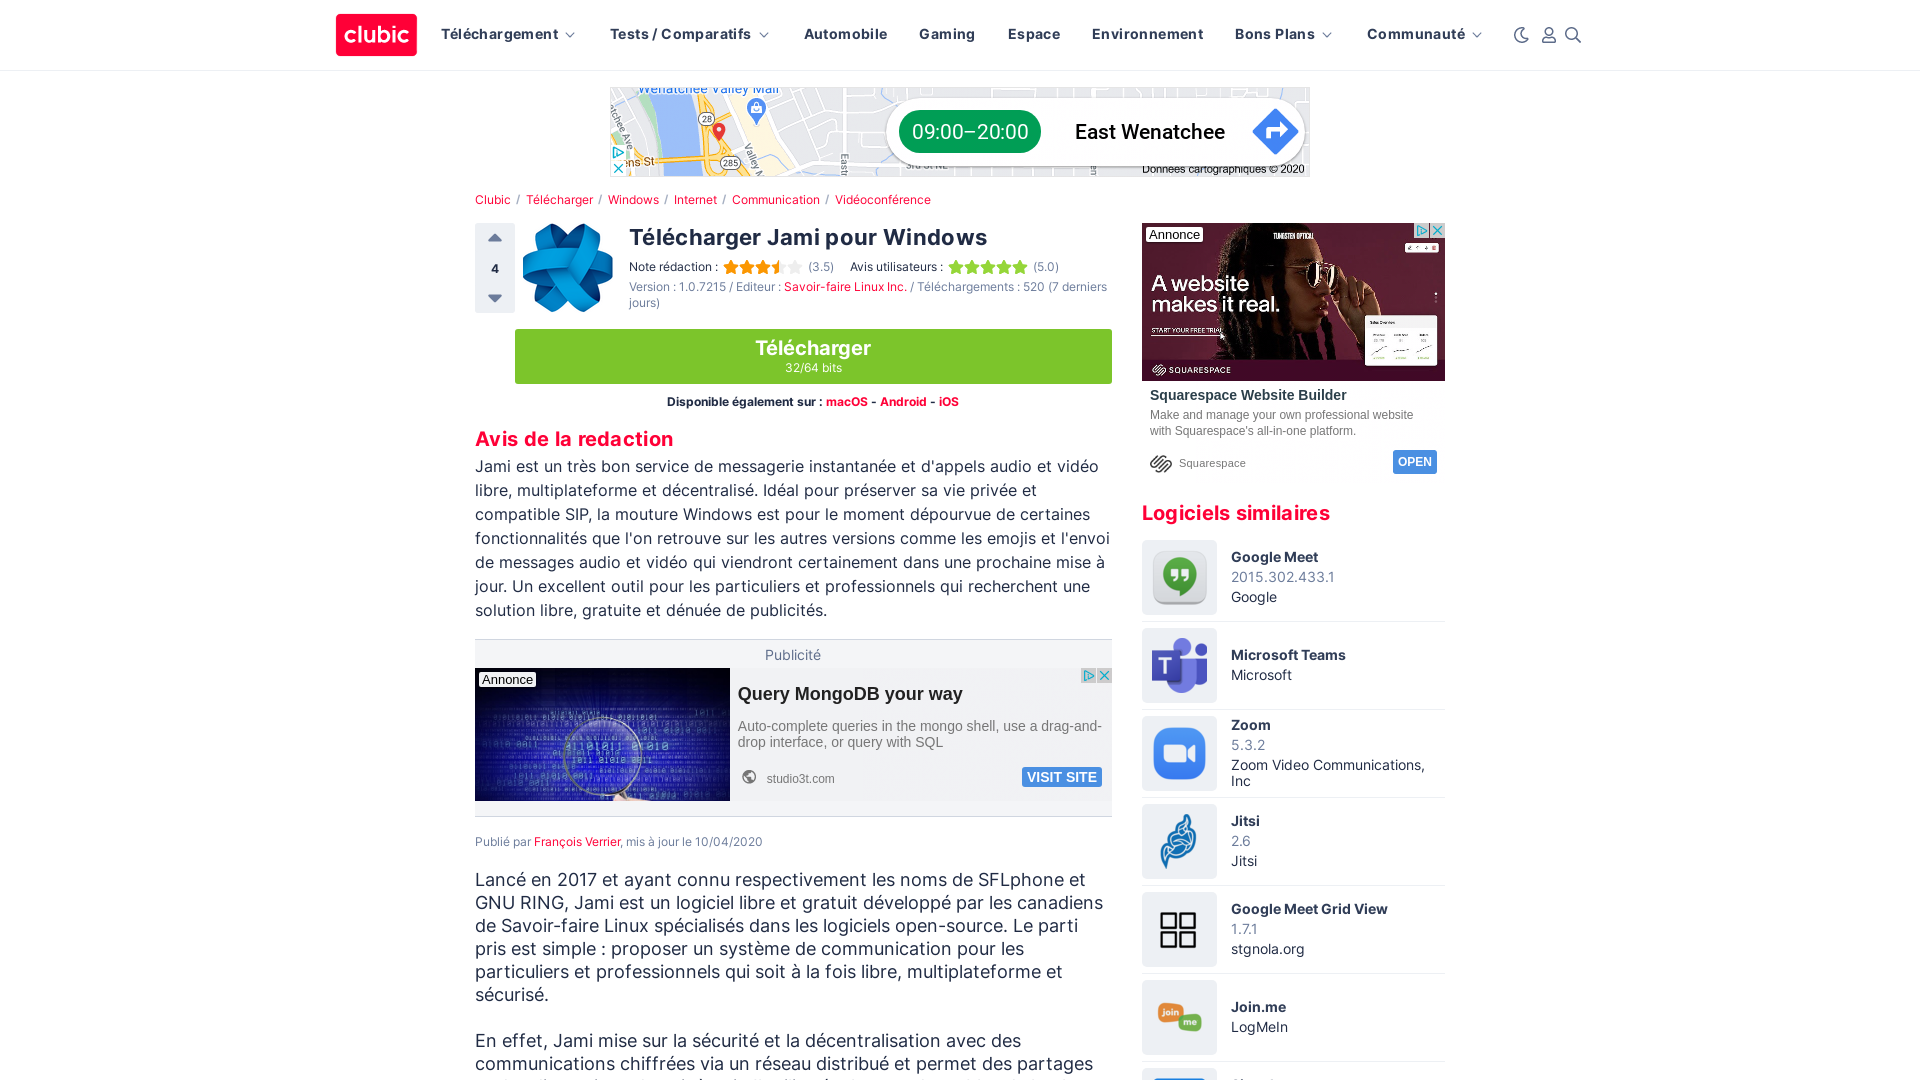 clubic
Téléchargement
Tests / Comparatifs
Automobile
Gaming
Espace
Environnement
Bons Plans
Communauté
Wenatchee Valley Mall
28
285
Valley M
ens St
09:00–20:00
East Wenatchee
3rd St NE
Données cartographiques © 2020
Clubic / Télécharger / Windows / Internet / Communication / Vidéoconférence
4
Télécharger Jami pour Windows
Note rédaction : (3.5) Avis utilisateurs : (5.0)
Version : 1.0.7215 / Editeur : Savoir-faire Linux Inc. / Téléchargements : 520 (7 derniers
jours)
Télécharger
32/64 bits
Disponible également sur : macOS - Android - iOS
Avis de la redaction
Jami est un très bon service de messagerie instantanée et d'appels audio et vidéo
libre, multiplateforme et décentralisé. Idéal pour préserver sa vie privée et
compatible SIP, la mouture Windows est pour le moment dépourvue de certaines
fonctionnalités que l'on retrouve sur les autres versions comme les emojis et l'envoi
de messages audio et vidéo qui viendront certainement dans une prochaine mise à
jour. Un excellent outil pour les particuliers et professionnels qui recherchent une
solution libre, gratuite et dénuée de publicités.
Publicité
Annonce
Query MongoDB your way
Auto-complete queries in the mongo shell, use a drag-and-
drop interface, or query with SQL
studio3t.com
VISIT SITE
Publié par François Verrier, mis à jour le 10/04/2020
Lancé en 2017 et ayant connu respectivement les noms de SFLphone et
GNU RING, Jami est un logiciel libre et gratuit développé par les canadiens
de Savoir-faire Linux spécialisés dans les logiciels open-source. Le parti
pris est simple : proposer un système de communication pour les
particuliers et professionnels qui soit à la fois libre, multiplateforme et
sécurisé.
En effet, Jami mise sur la sécurité et la décentralisation avec des
communications chiffrées via un réseau distribué et permet des partages
Annonce
TUNGSTEN OPTICAL
A website
makes it real.
START YOUR FREE TRIAL
SQUARESPACE
Squarespace Website Builder
Make and manage your own professional website
with Squarespace's all-in-one platform.
Squarespace
OPEN
Logiciels similaires
Google Meet
2015.302.433.1
Google
Microsoft Teams
Microsoft
Zoom
5.3.2
Zoom Video Communications,
Inc
Jitsi
2.6
Jitsi
Google Meet Grid View
1.7.1
stgnola.org
join
me
Join.me
LogMeIn